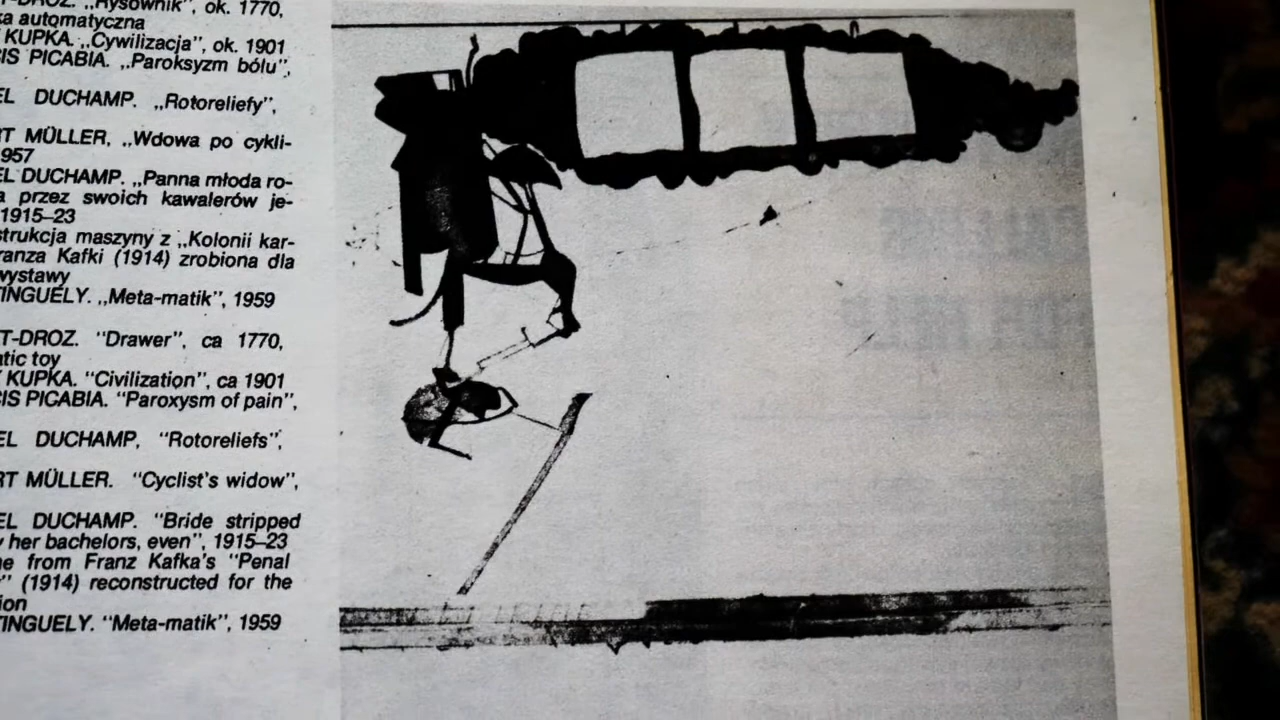 T-DROZ. „Rysownik”, ok. 1770,
ka automatyczna
KUPKA. „Cywilizacja”, ok. 1901
IS PICABIA. „Paroksyzm bólu”,
EL DUCHAMP. „Rotoreliefy”,
RT MÜLLER, „Wdowa po cykli-
957
EL DUCHAMP. „Panna młoda ro-
a przez swoich kawalerów je-
1915–23
strukcja maszyny z „Kolonii kar-
ranza Kafki (1914) zrobiona dla
wystawy
TINGUELY. „Meta-matik”, 1959
T-DROZ. “Drawer”, ca 1770,
atic toy
KUPKA. “Civilization”, ca 1901
CIS PICABIA. “Paroxysm of pain”,
EL DUCHAMP, “Rotoreliefs”,
RT MÜLLER. “Cyclist’s widow”,
EL DUCHAMP. “Bride stripped
y her bachelors, even”, 1915–23
ne from Franz Kafka’s “Penal
” (1914) reconstructed for the
ion
TINGUELY. “Meta-matik”, 1959